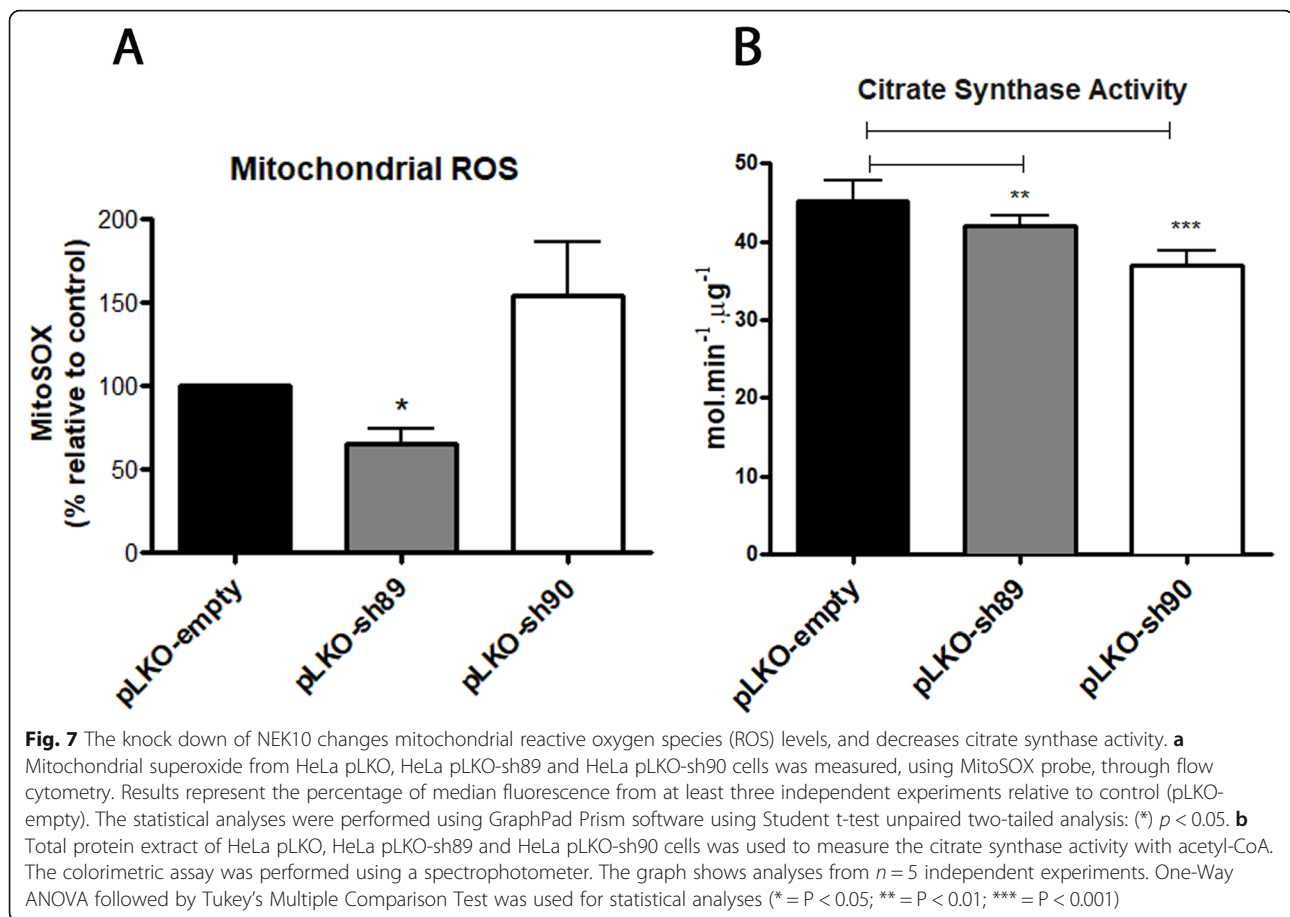 A
Mitochondrial ROS
MitoSOX
(% relative to control)
200
150
100
50
0
*
pLKO-empty
pLKO-sh89
pLKO-sh90
B
Citrate Synthase Activity
mol.min⁻¹.µg⁻¹
50
40
30
20
10
0
**
***
pLKO-empty
pLKO-sh89
pLKO-sh90
Fig. 7 The knock down of NEK10 changes mitochondrial reactive oxygen species (ROS) levels, and decreases citrate synthase activity. a
Mitochondrial superoxide from HeLa pLKO, HeLa pLKO-sh89 and HeLa pLKO-sh90 cells was measured, using MitoSOX probe, through flow
cytometry. Results represent the percentage of median fluorescence from at least three independent experiments relative to control (pLKO-
empty). The statistical analyses were performed using GraphPad Prism software using Student t-test unpaired two-tailed analysis: (*) p < 0.05. b
Total protein extract of HeLa pLKO, HeLa pLKO-sh89 and HeLa pLKO-sh90 cells was used to measure the citrate synthase activity with acetyl-CoA.
The colorimetric assay was performed using a spectrophotometer. The graph shows analyses from n = 5 independent experiments. One-Way
ANOVA followed by Tukey's Multiple Comparison Test was used for statistical analyses (* = P < 0.05; ** = P < 0.01; *** = P < 0.001)